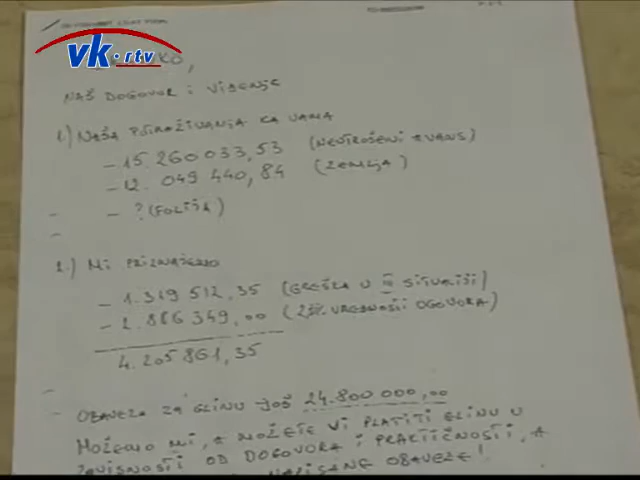 vk.rtv
NAŠ DOGOVOR i VIĐENJE
1.) NAŠA POTRAŽIVANJA KA VAMA
- 15.260 033,53 (NEUTROŠENI AVANS)
- 12.049 440,84 (ZEMLJA)
- ? (FOLIJA)
2.) Mi PRIZNAJEMO
- 1.319 512,35 (GREŠKA U III SITUACIJI)
- 2.886 349,00 (2% VREDNOSTI UGOVORA)
4.205 861,35
OBAVEZA ZA GLINU JOŠ 24.800 000,00
MOŽEMO Mi, A MOŽETE Vi PLATITI GLINU U
ZAVISNOSTI OD DOGOVORA i PRAKTIČNOSTI, A
NAPISANE OBAVEZE!